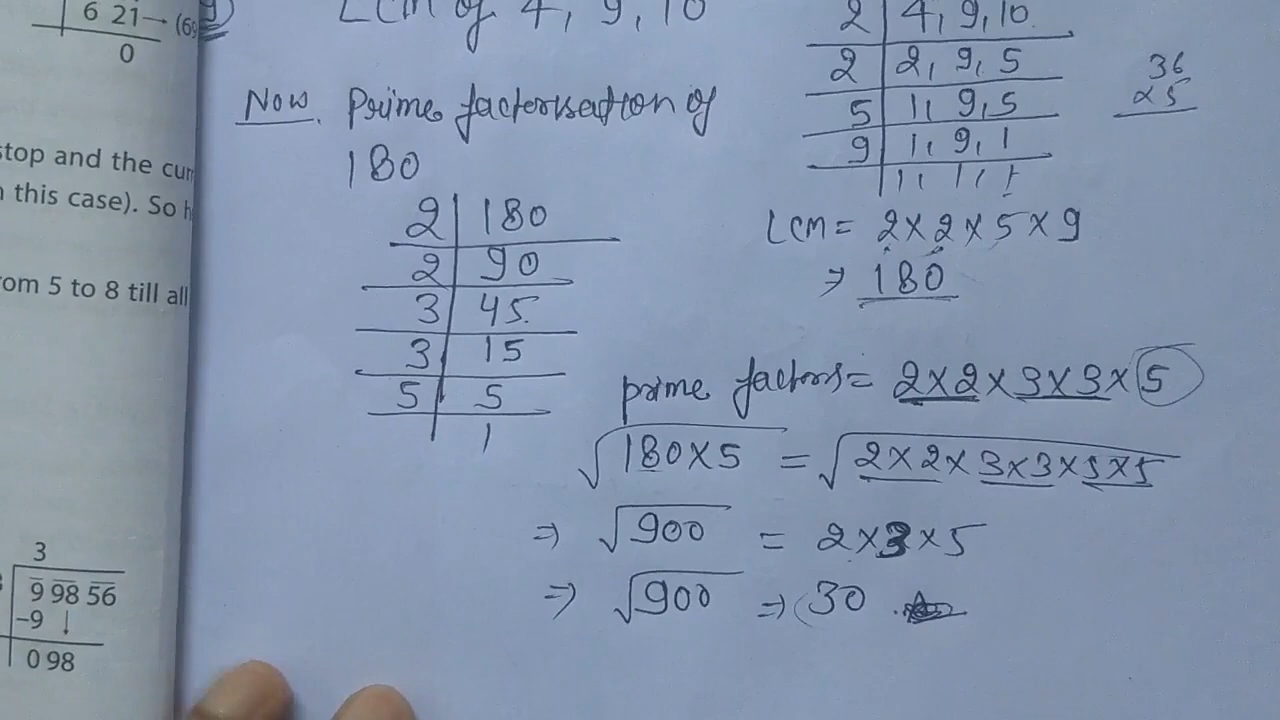 6 21 → (69
0
stop and the cur
this case). So h
om 5 to 8 till all
3
9 98 56
−9 ↓
0 98
LCM of 4, 9, 10
Now. Prime factorisation of
180
2 | 180
2 | 90
3 | 45
3 | 15
5 | 5
1
2 | 4, 9, 10
2 | 2, 9, 5
5 | 1, 9, 5
9 | 1, 9, 1
1, 1, 1
36
x 5
LCM = 2 × 2 × 5 × 9
⇒ 180
prime factors = 2×2 × 3×3 × 5
√180×5 = √2×2×3×3×5×5
⇒ √900 = 2×3×5
⇒ √900 ⇒ 30